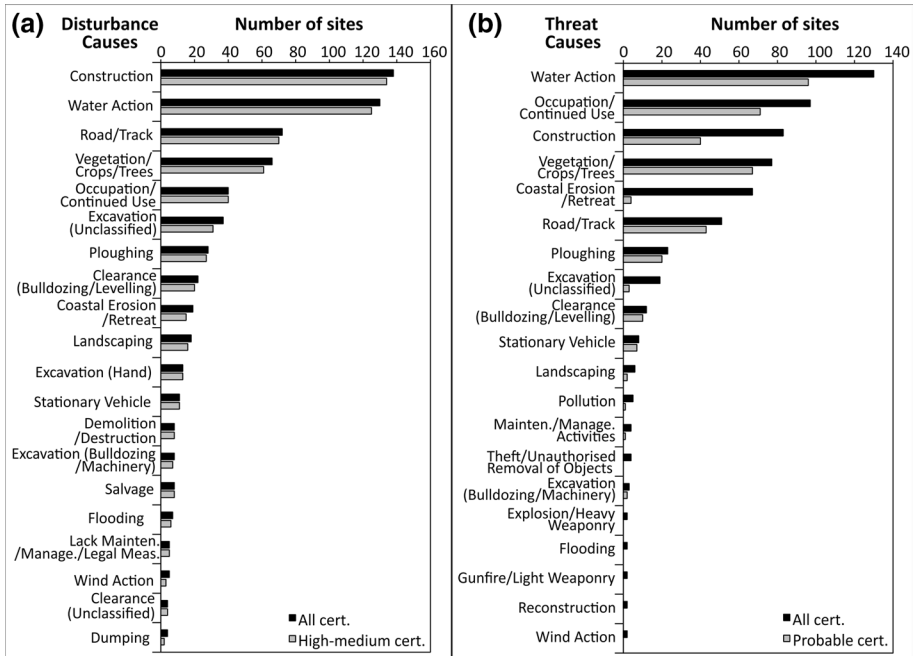 (a) Disturbance
Causes
Number of sites
0 20 40 60 80 100 120 140 160
Construction
Water Action
Road/Track
Vegetation/
Crops/Trees
Occupation/
Continued Use
Excavation
(Unclassified)
Ploughing
Clearance
(Bulldozing/Levelling)
Coastal Erosion
/Retreat
Landscaping
Excavation (Hand)
Stationary Vehicle
Demolition
/Destruction
Excavation (Bulldozing
/Machinery)
Salvage
Flooding
Lack Mainten.
/Manage./Legal Meas.
Wind Action
Clearance
(Unclassified)
Dumping
All cert.
High-medium cert.
(b) Threat
Causes
Number of sites
0 20 40 60 80 100 120 140
Water Action
Occupation/
Continued Use
Construction
Vegetation/
Crops/Trees
Coastal Erosion
/Retreat
Road/Track
Ploughing
Excavation
(Unclassified)
Clearance
(Bulldozing/Levelling)
Stationary Vehicle
Landscaping
Pollution
Mainten./Manage.
Activities
Theft/Unauthorised
Removal of Objects
Excavation
(Bulldozing/Machinery)
Explosion/Heavy
Weaponry
Flooding
Gunfire/Light Weaponry
Reconstruction
Wind Action
All cert.
Probable cert.